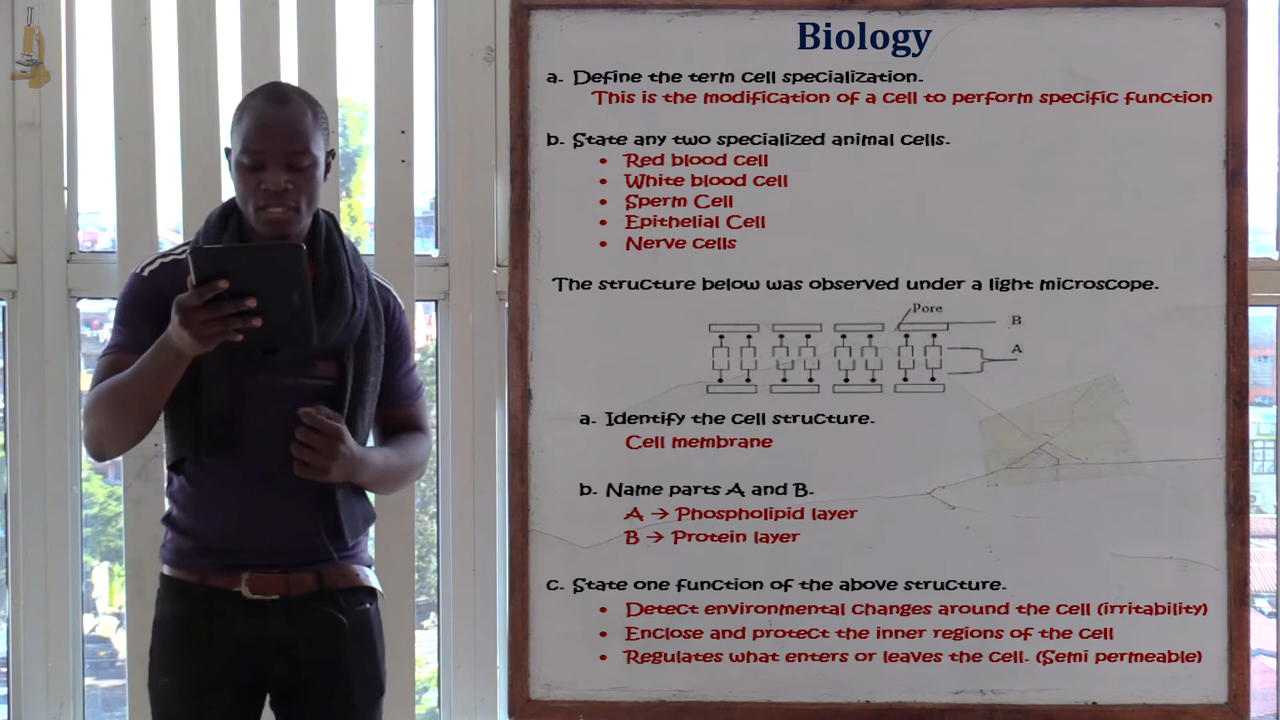 Biology
a. Define the term cell specialization.
This is the modification of a cell to perform specific function
b. State any two specialized animal cells.
• Red blood cell
• White blood cell
• Sperm Cell
• Epithelial Cell
• Nerve cells
The structure below was observed under a light microscope.
Pore
B
A
a. Identify the cell structure.
Cell membrane
b. Name parts A and B.
A → Phospholipid layer
B → Protein layer
c. State one function of the above structure.
• Detect environmental changes around the cell (irritability)
• Enclose and protect the inner regions of the cell
• Regulates what enters or leaves the cell. (Semi permeable)